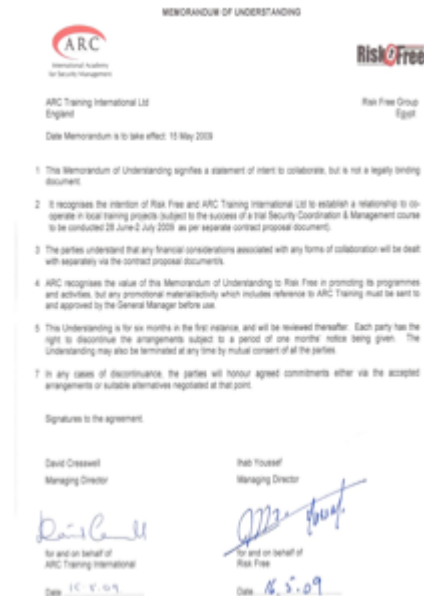 MEMORANDUM OF UNDERSTANDING
ARC
International Academy
for Security Management
Risk Free
ARC Training International Ltd
Risk Free Group
England
Egypt
Date Memorandum is to take effect: 15 May 2009
1 This Memorandum of Understanding signifies a statement of intent to collaborate, but is not a legally binding
document.
2 It recognises the intention of Risk Free and ARC Training International Ltd to establish a relationship to co-
operate in local training projects (subject to the success of a trial Security Coordination & Management course
to be conducted 28 June-2 July 2009 as per separate contract proposal document).
3 The parties understand that any financial considerations associated with any forms of collaboration will be dealt
with separately via the contract proposal document/s.
4 ARC recognises the value of this Memorandum of Understanding to Risk Free in promoting its programmes
and activities, but any promotional material/activity which includes reference to ARC Training must be sent to
and approved by the General Manager before use.
5 This Understanding is for six months in the first instance, and will be reviewed thereafter. Each party has the
right to discontinue the arrangements subject to a period of one months' notice being given. The
Understanding may also be terminated at any time by mutual consent of all the parties.
7 In any cases of discontinuance, the parties will honour agreed commitments either via the accepted
arrangements or suitable alternatives negotiated at that point.
Signatures to the agreement.
David Cresswell
Ihab Youssef
Managing Director
Managing Director
for and on behalf of
for and on behalf of
ARC Training International
Risk Free
Date 15.5.09
Date 16.5.09